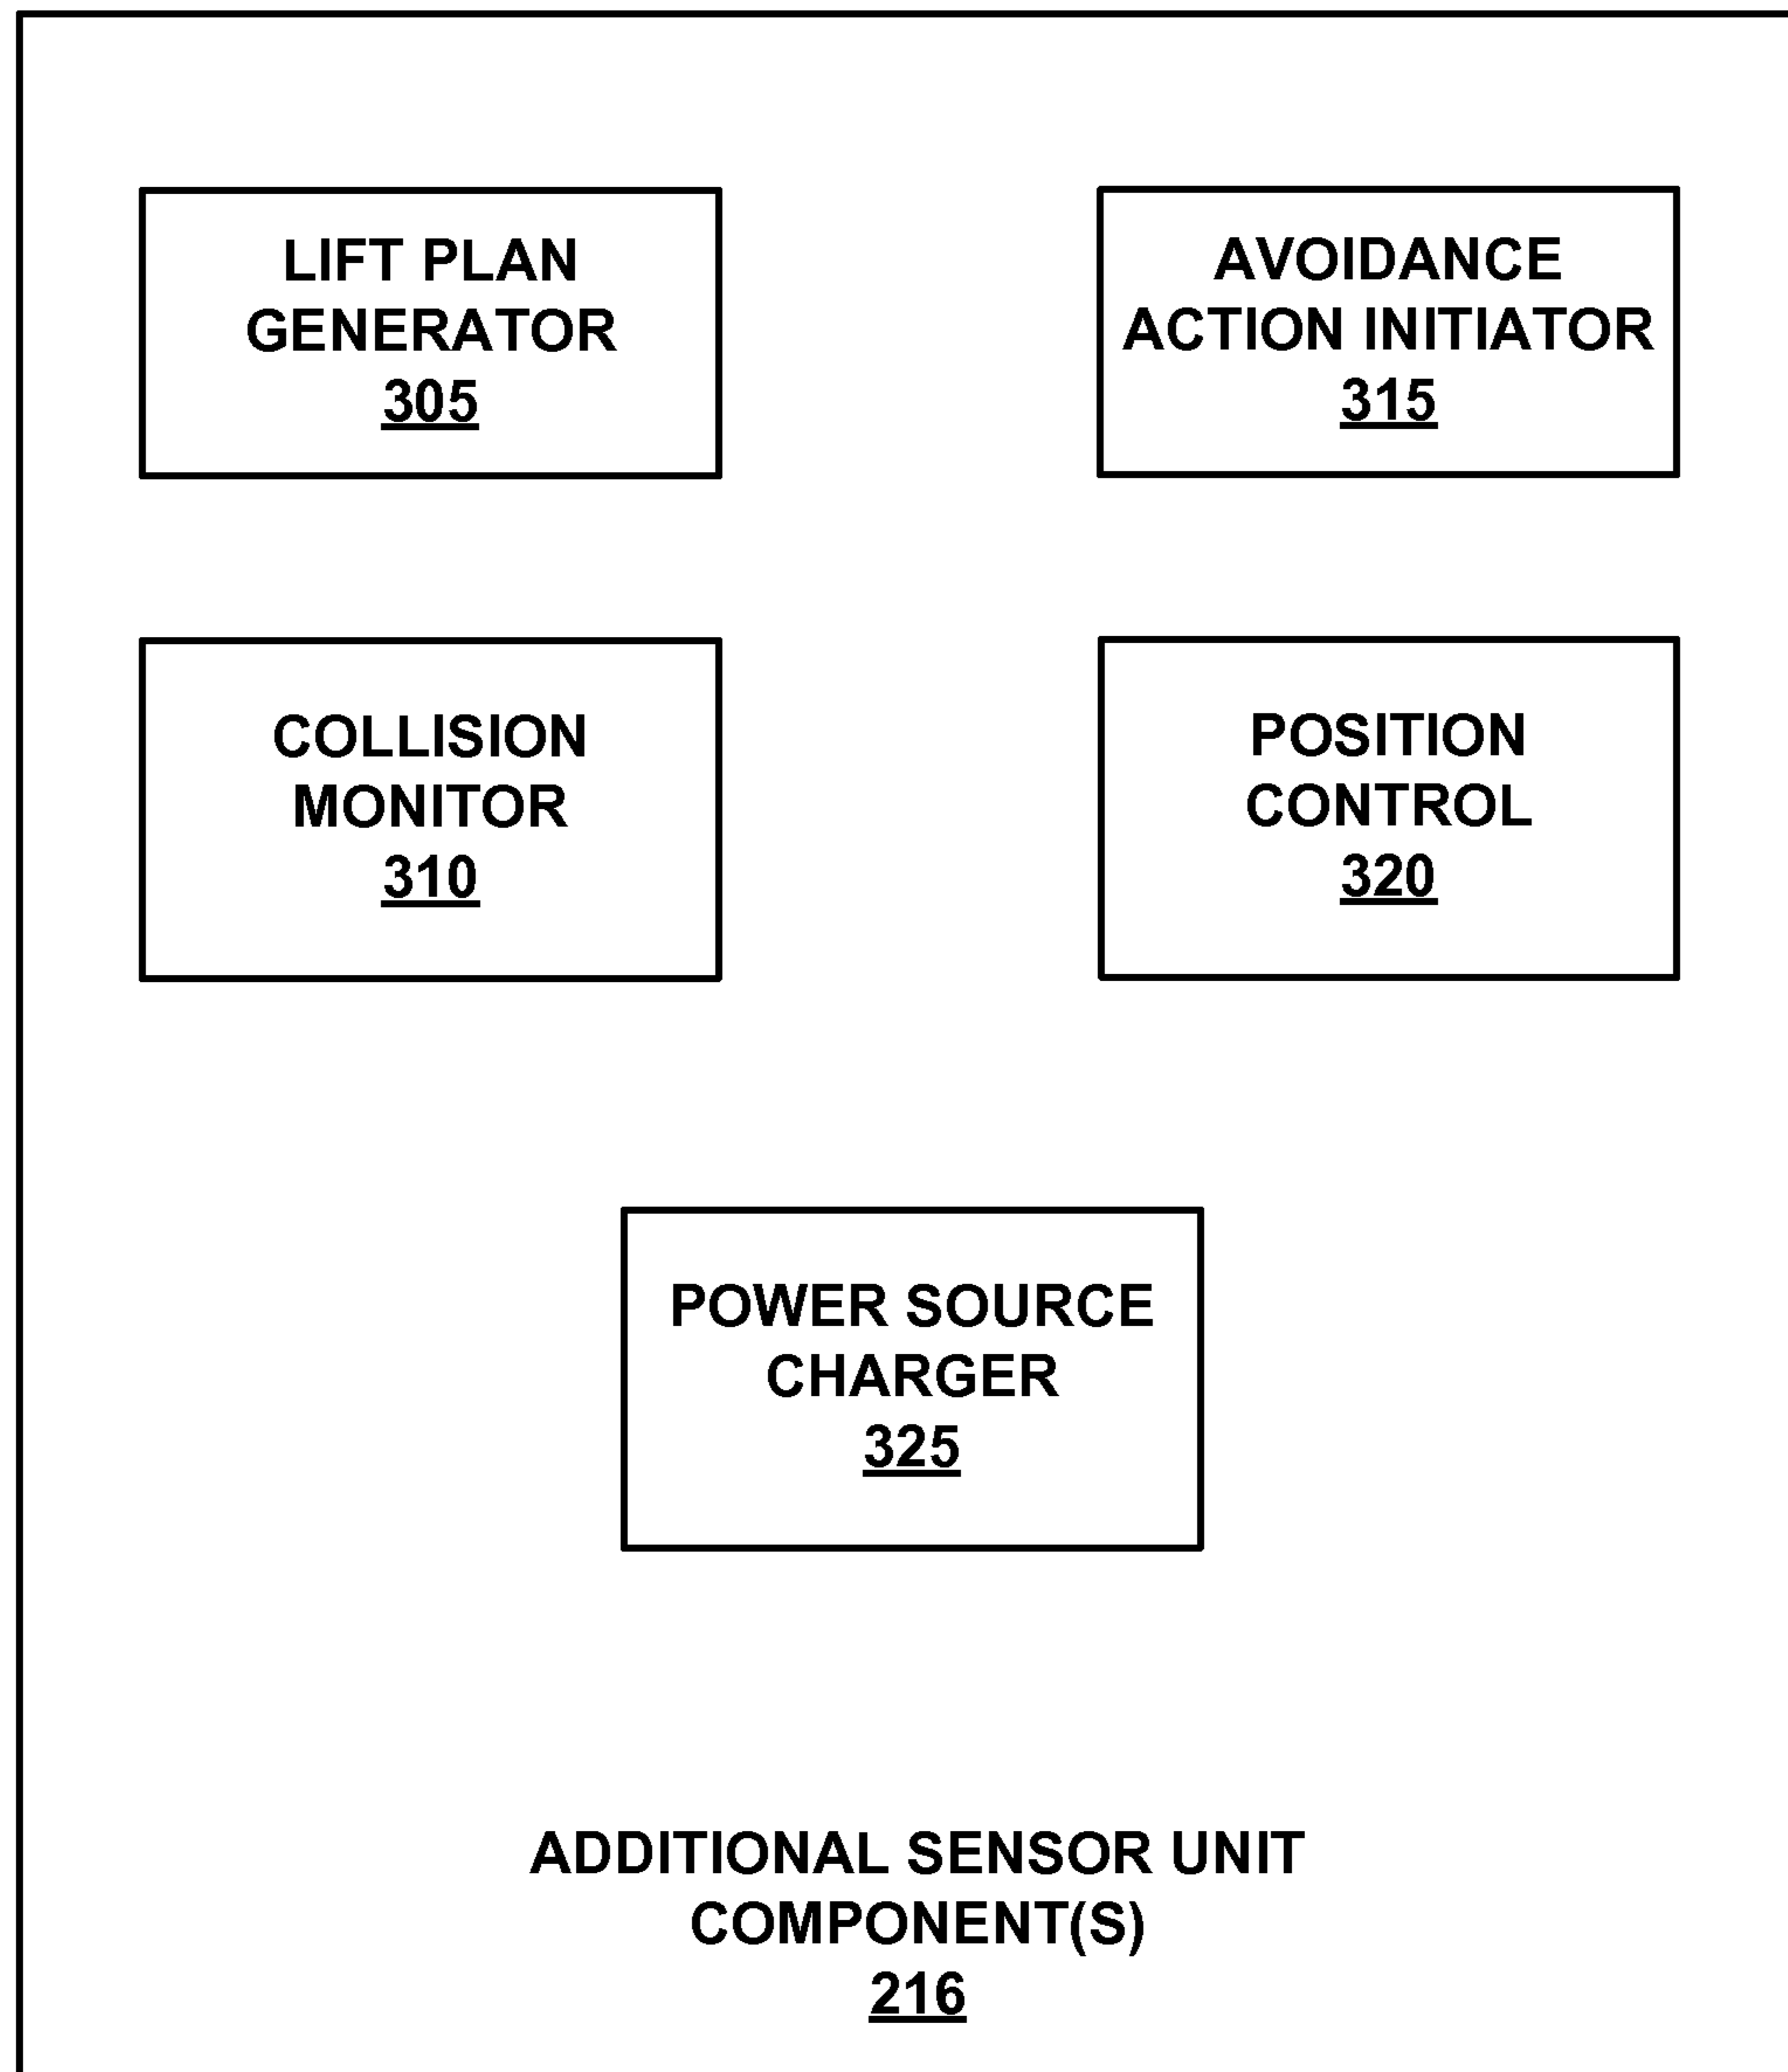 LIFT PLAN
GENERATOR
305
AVOIDANCE
ACTION INITIATOR
315
COLLISION
MONITOR
310
POSITION
CONTROL
320
POWER SOURCE
CHARGER
325
ADDITIONAL SENSOR UNIT
COMPONENT(S)
216